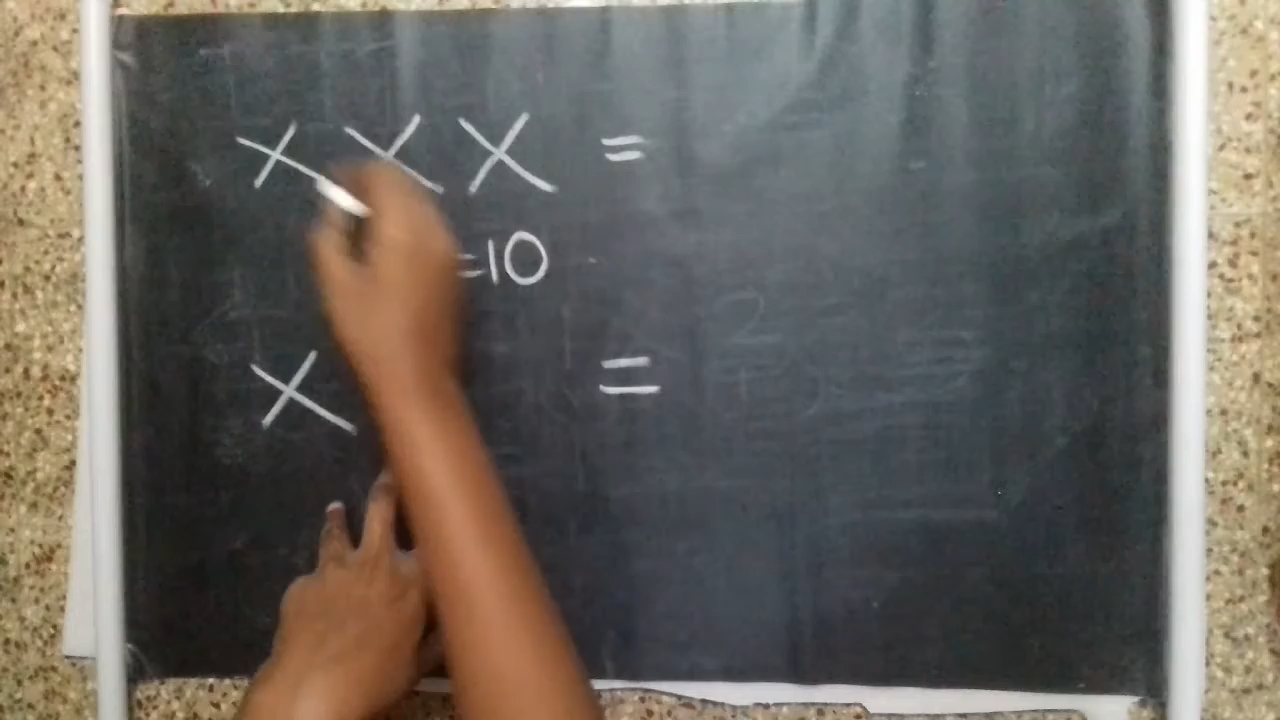 X X X =
=10
X =